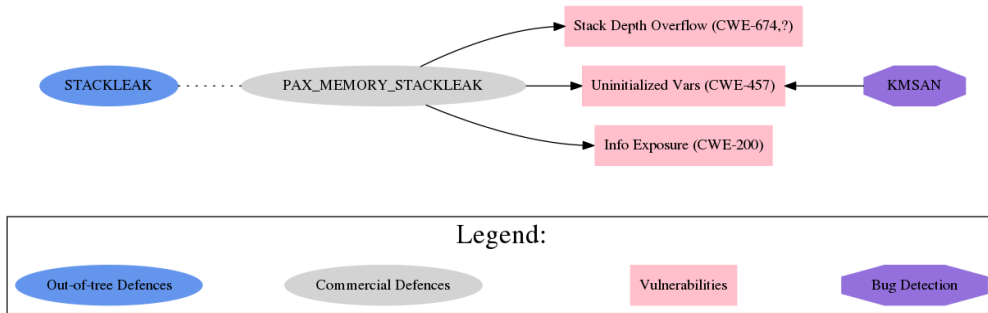 Stack Depth Overflow (CWE-674,?)
STACKLEAK
PAX_MEMORY_STACKLEAK
Uninitialized Vars (CWE-457)
KMSAN
Info Exposure (CWE-200)
Legend:
Out-of-tree Defences
Commercial Defences
Vulnerabilities
Bug Detection